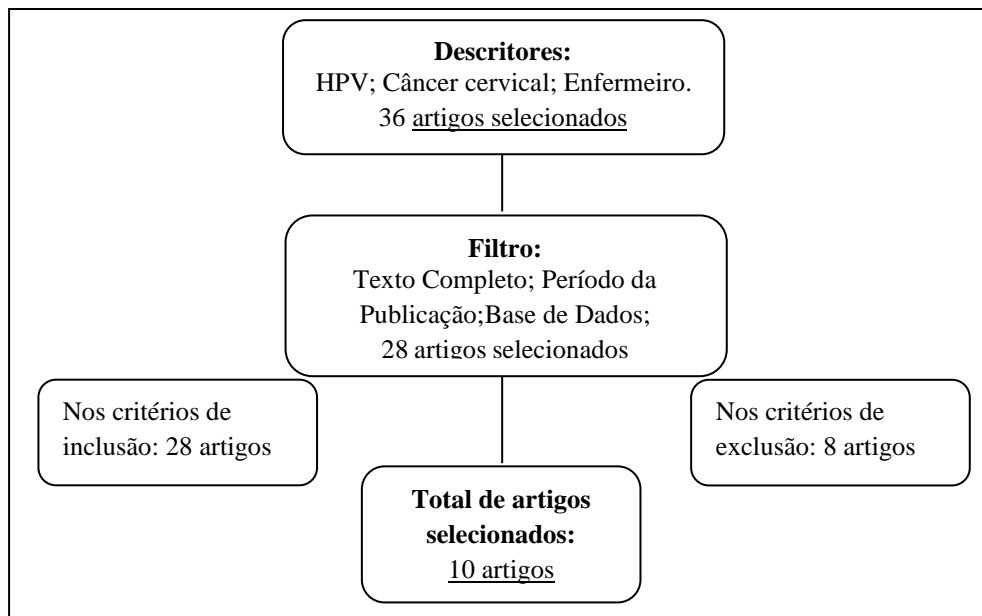 Descritores:
HPV; Câncer cervical; Enfermeiro.
36 artigos selecionados
Filtro:
Texto Completo; Período da
Publicação;Base de Dados;
28 artigos selecionados
Nos critérios de
inclusão: 28 artigos
Nos critérios de
exclusão: 8 artigos
Total de artigos
selecionados:
10 artigos